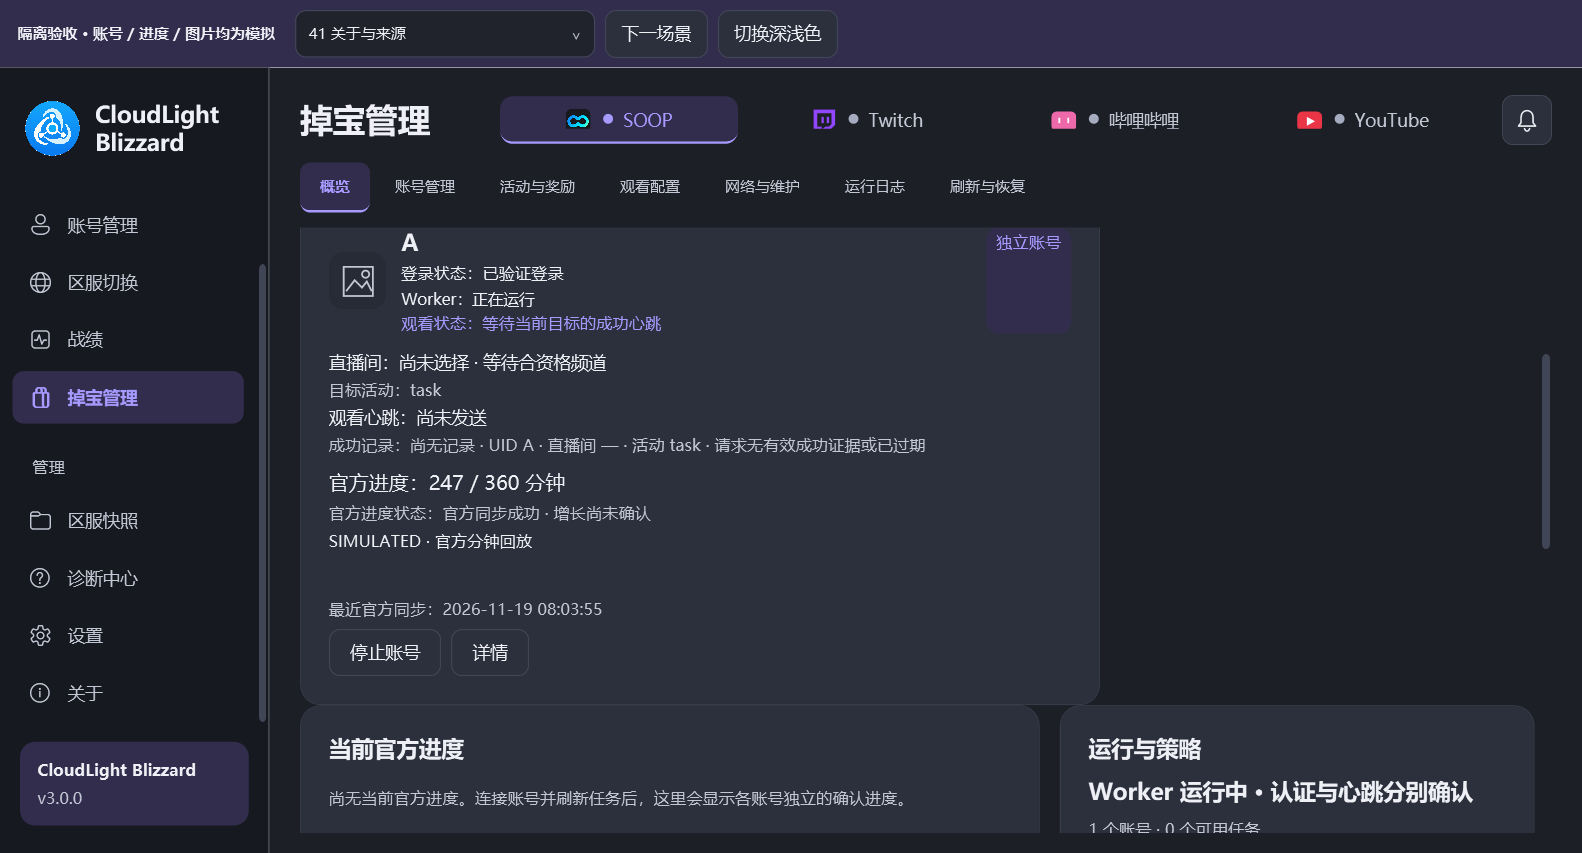 隔离验收 • 账号 / 进度 / 图片均为模拟
41 关于与来源
下一场景
切换深浅色
CloudLight
Blizzard
账号管理
区服切换
战绩
掉宝管理
管理
区服快照
诊断中心
设置
关于
CloudLight Blizzard
v3.0.0
掉宝管理
SOOP
Twitch
哔哩哔哩
YouTube
概览
账号管理
活动与奖励
观看配置
网络与维护
运行日志
刷新与恢复
A
独立账号
登录状态：已验证登录
Worker：正在运行
观看状态：等待当前目标的成功心跳
直播间：尚未选择 · 等待合资格频道
目标活动：task
观看心跳：尚未发送
成功记录：尚无记录 · UID A · 直播间 — · 活动 task · 请求无有效成功证据或已过期
官方进度：247 / 360 分钟
官方进度状态：官方同步成功 · 增长尚未确认
SIMULATED · 官方分钟回放
最近官方同步：2026-11-19 08:03:55
停止账号
详情
当前官方进度
尚无当前官方进度。连接账号并刷新任务后，这里会显示各账号独立的确认进度。
运行与策略
Worker 运行中 • 认证与心跳分别确认
1 个账号 · 0 个可用任务